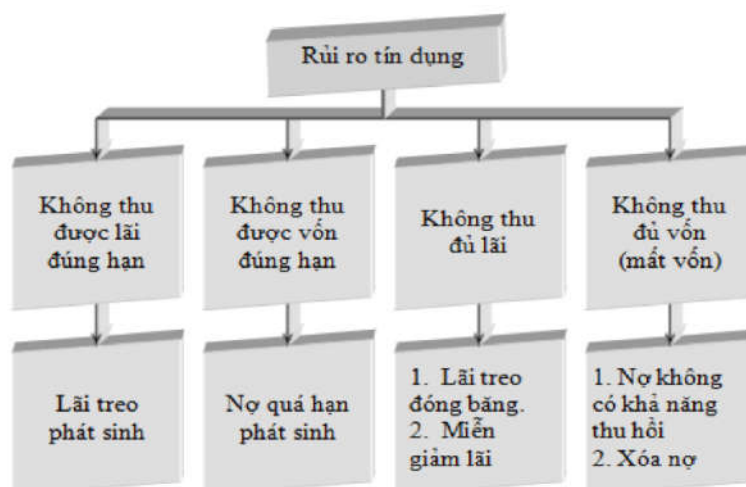 Rủi ro tín dụng
Không thu
được lãi
đúng hạn
Không thu
được vốn
đúng hạn
Không thu
đủ lãi
Không thu
đủ vốn
(mất vốn)
Lãi treo
phát sinh
Nợ quá hạn
phát sinh
1. Lãi treo
đóng băng.
2. Miễn
giảm lãi
1. Nợ không
có khả năng
thu hồi
2. Xóa nợ